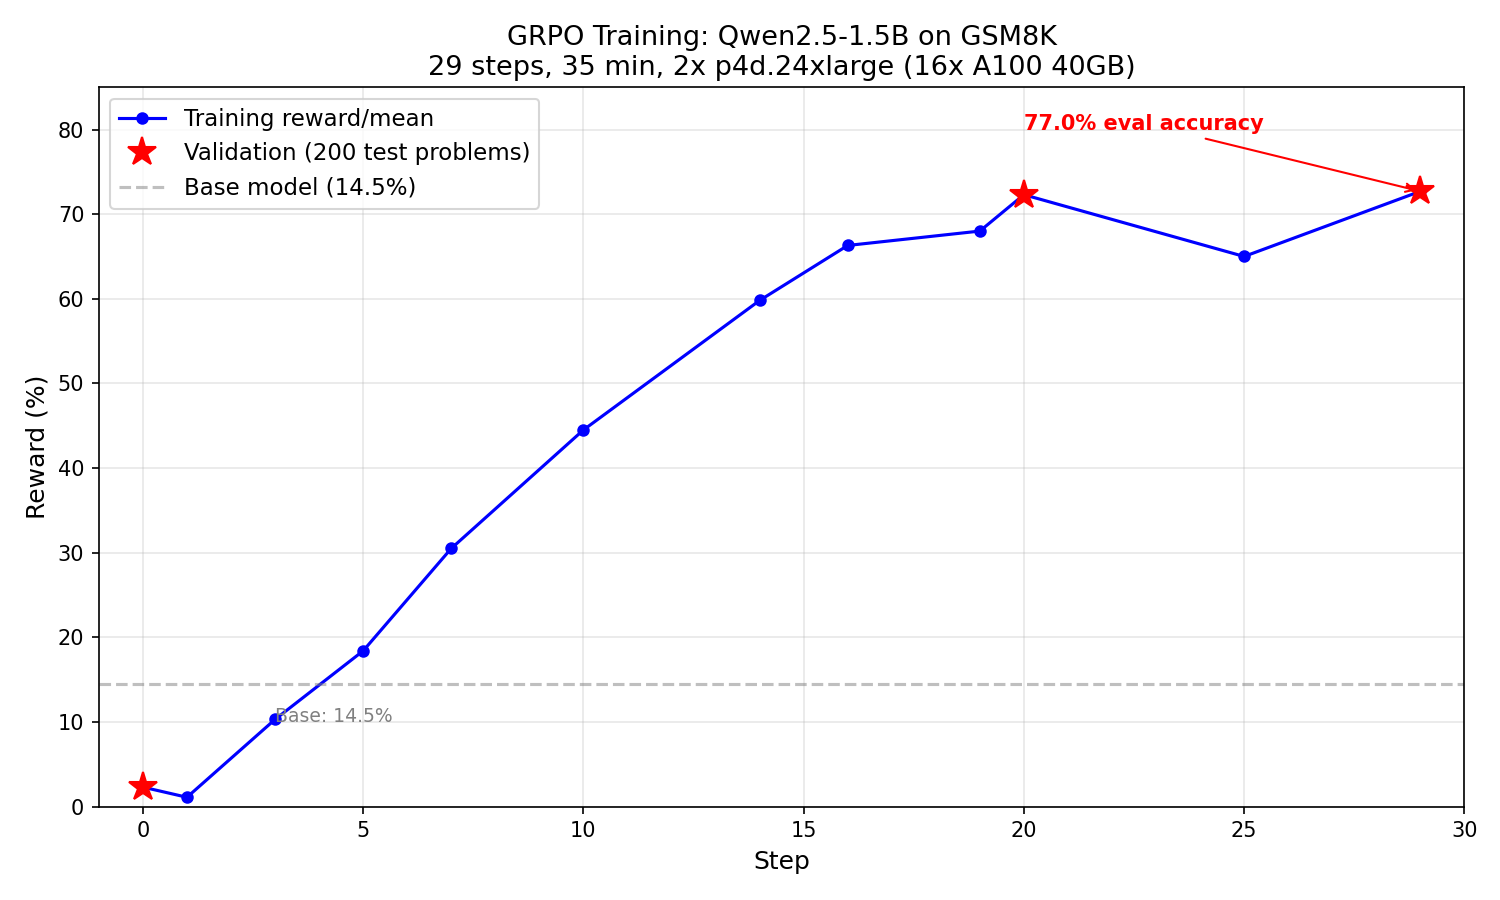 GRPO Training: Qwen2.5-1.5B on GSM8K
29 steps, 35 min, 2x p4d.24xlarge (16x A100 40GB)
Training reward/mean
Validation (200 test problems)
Base model (14.5%)
77.0% eval accuracy
Base: 14.5%
Reward (%)
80
70
60
50
40
30
20
10
0
0 5 10 15 20 25 30
Step